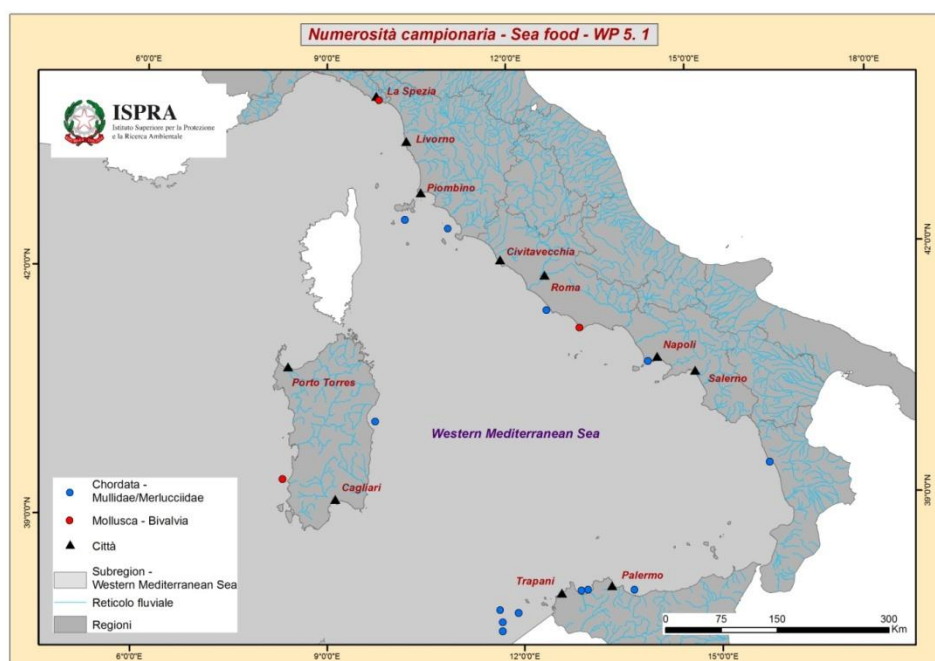 Numerosità campionaria - Sea food - WP 5. 1
6°0'0"E 9°0'0"E 12°0'0"E 15°0'0"E 18°0'0"E
ISPRA
Istituto Superiore per la Protezione
e la Ricerca Ambientale
La Spezia
Livorno
Piombino
Civitavecchia
Roma
42°0'0"N
42°0'0"N
Napoli
Salerno
Porto Torres
Western Mediterranean Sea
Cagliari
39°0'0"N
39°0'0"N
Chordata -
Mullidae/Merlucciidae
Mollusca - Bivalvia
Città
Subregion -
Western Mediterranean Sea
Reticolo fluviale
Regioni
Trapani
Palermo
0 75 150 300
Km
6°0'0"E 9°0'0"E 12°0'0"E 15°0'0"E